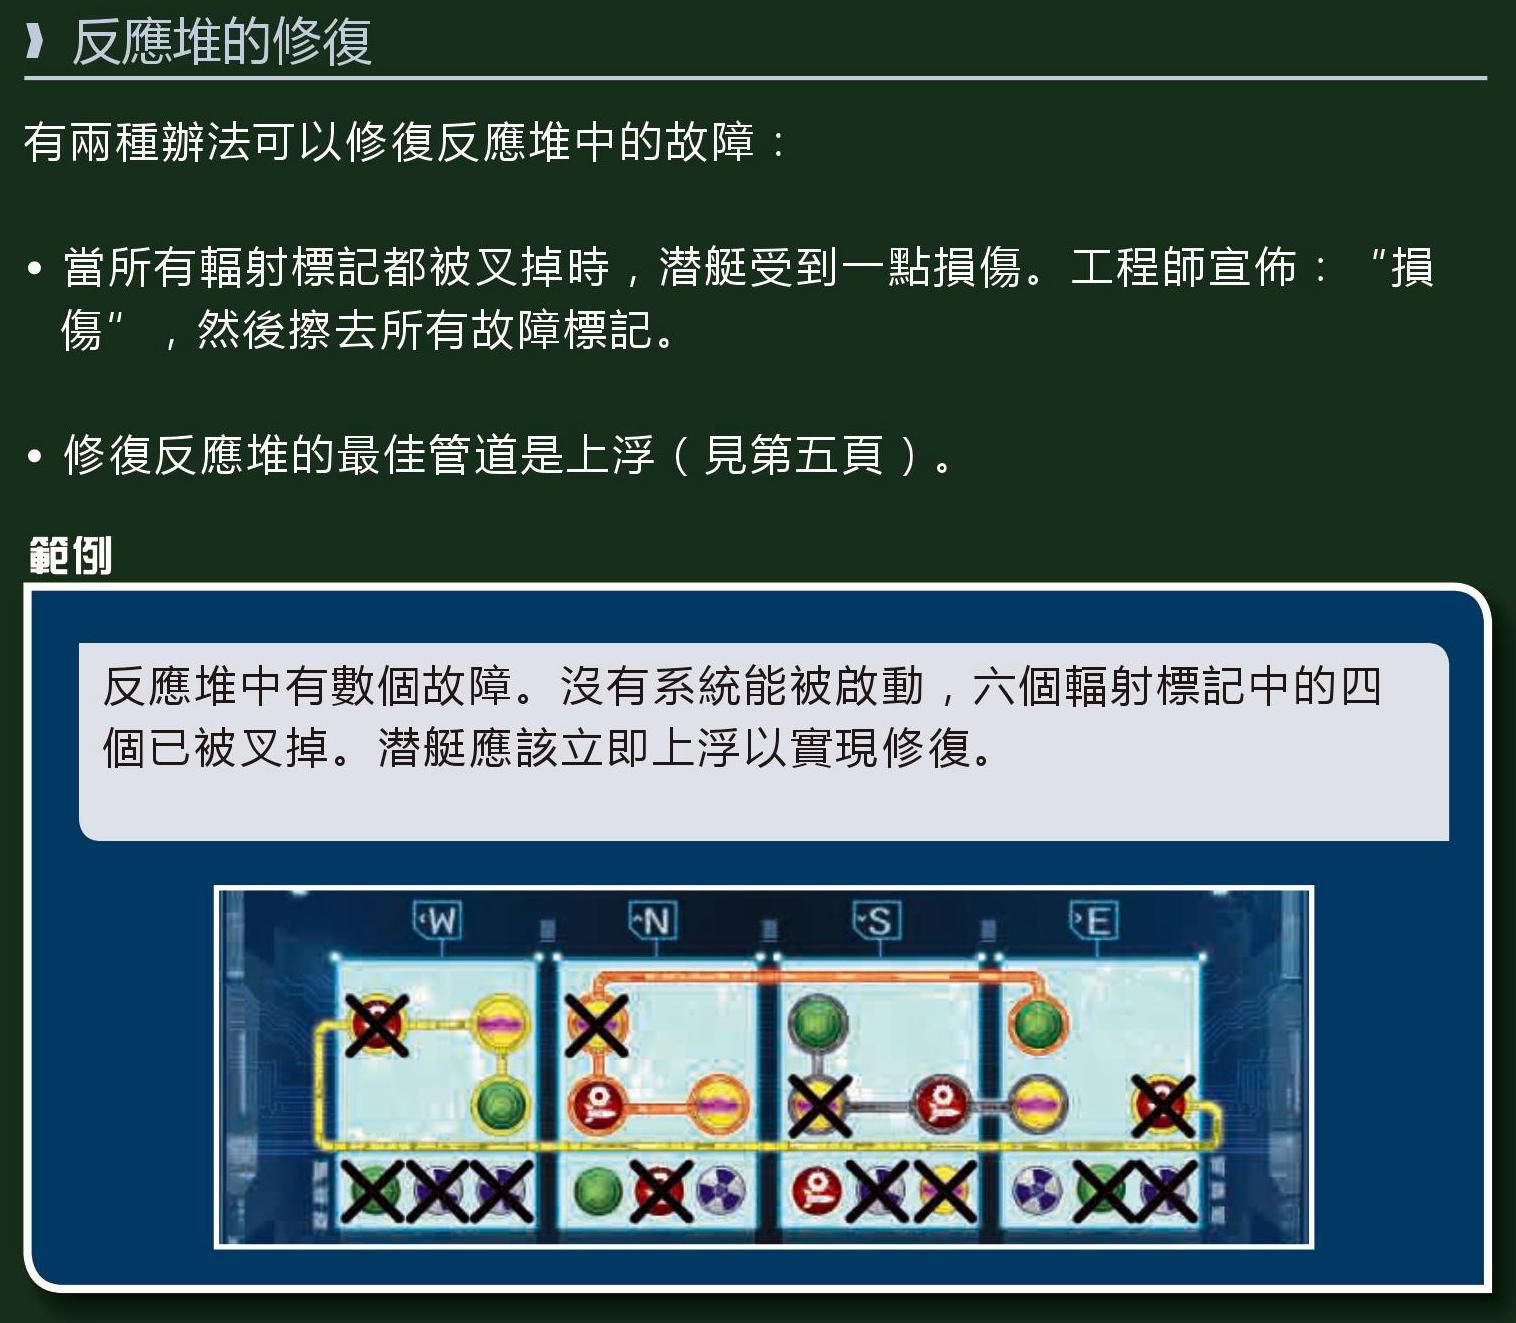 反應堆的修復
有兩種辦法可以修復反應堆中的故障：
• 當所有輻射標記都被叉掉時，潛艇受到一點損傷。工程師宣佈：“損
傷”，然後擦去所有故障標記。
• 修復反應堆的最佳管道是上浮（見第五頁）。
範例
反應堆中有數個故障。沒有系統能被啟動，六個輻射標記中的四
個已被叉掉。潛艇應該立即上浮以實現修復。
‹W ^N ˇS ›E